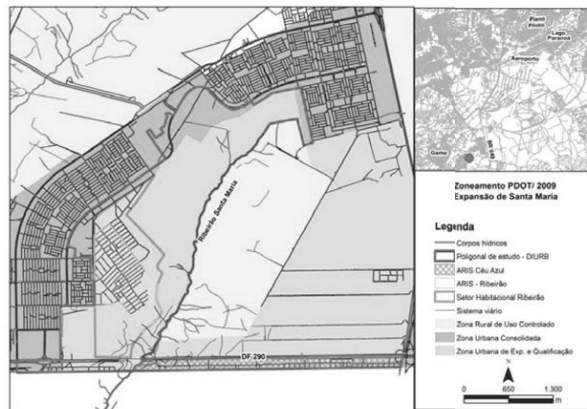 Ribeirão Santa Maria
DF 290
Plano
Piloto
Lago
Paranoá
Aeroporto
Gama
Zoneamento PDOT/ 2009
Expansão de Santa Maria
Legenda
Corpos hídricos
Poligonal de estudo - DIURB
ARIS Céu Azul
ARIS - Ribeirão
Setor Habitacional Ribeirão
Sistema viário
Zona Rural de Uso Controlado
Zona Urbana Consolidada
Zona Urbana de Exp. e Qualificação
N
0 650 1.300
m